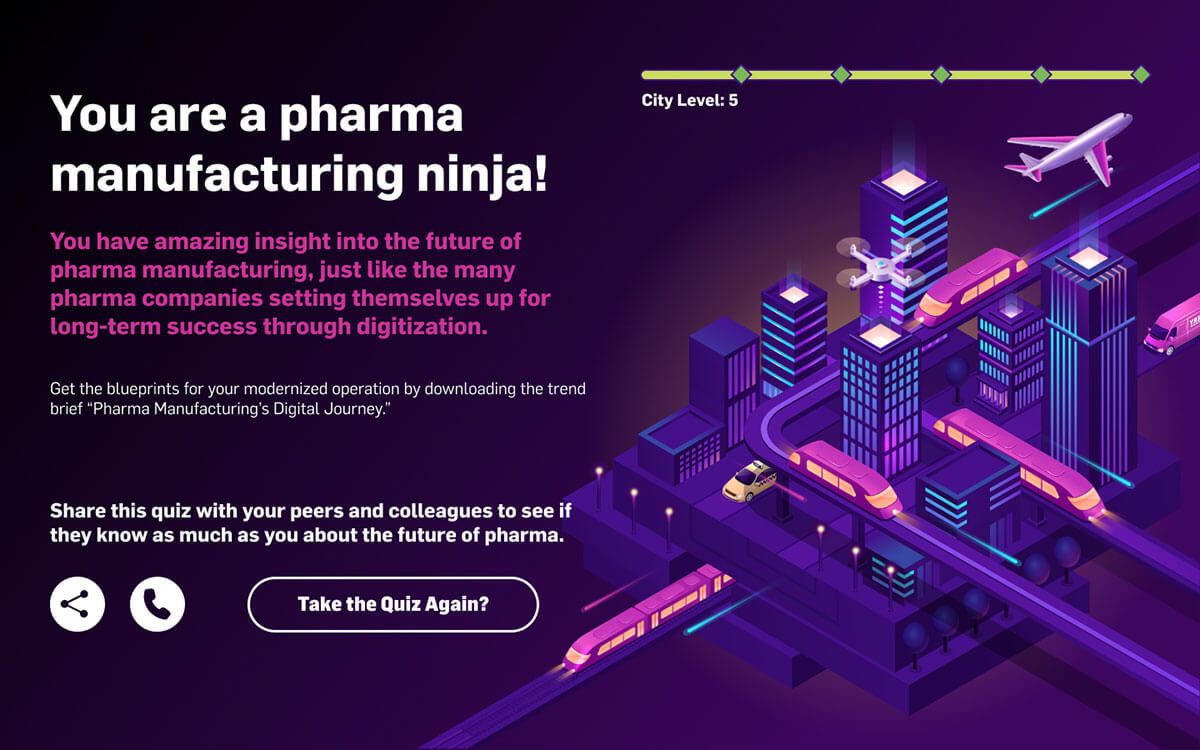 You are a pharma
manufacturing ninja!
You have amazing insight into the future of
pharma manufacturing, just like the many
pharma companies setting themselves up for
long-term success through digitization.
Get the blueprints for your modernized operation by downloading the trend
brief “Pharma Manufacturing’s Digital Journey.”
Share this quiz with your peers and colleagues to see if
they know as much as you about the future of pharma.
Take the Quiz Again?
City Level: 5